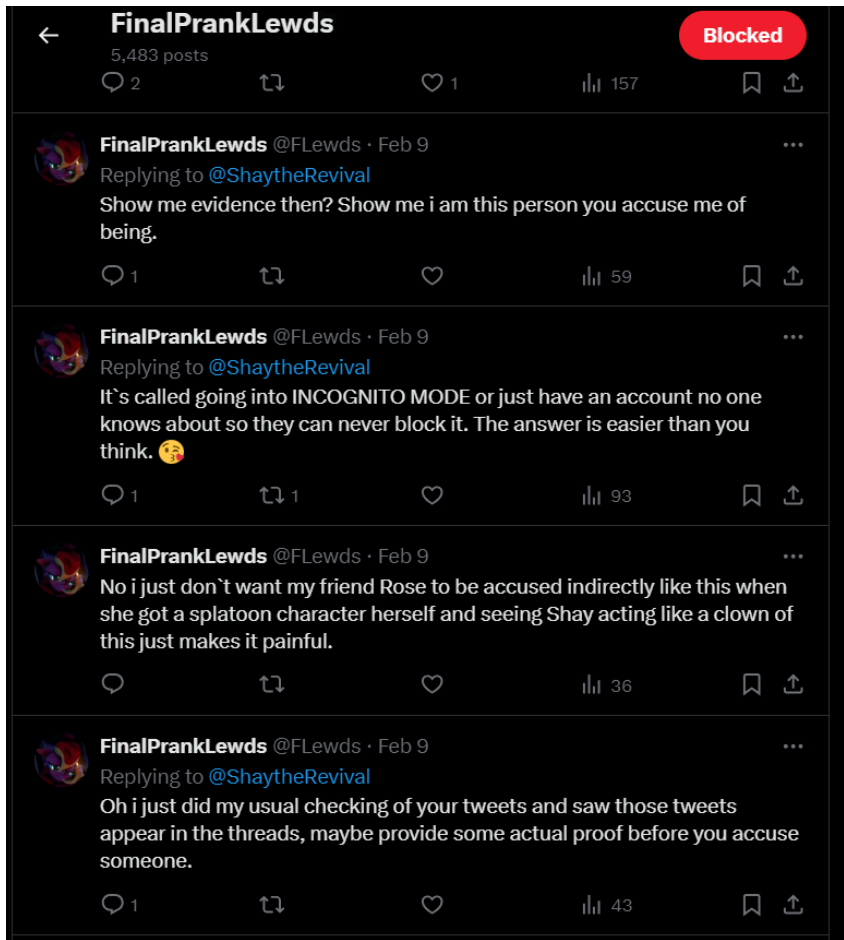 FinalPrankLewds
5,483 posts
Blocked
2
1
157
FinalPrankLewds @FLewds · Feb 9
Replying to @ShaytheRevival
Show me evidence then? Show me i am this person you accuse me of
being.
1
59
FinalPrankLewds @FLewds · Feb 9
Replying to @ShaytheRevival
It`s called going into INCOGNITO MODE or just have an account no one
knows about so they can never block it. The answer is easier than you
think. 😘
1
1
93
FinalPrankLewds @FLewds · Feb 9
No i just don`t want my friend Rose to be accused indirectly like this when
she got a splatoon character herself and seeing Shay acting like a clown of
this just makes it painful.
36
FinalPrankLewds @FLewds · Feb 9
Replying to @ShaytheRevival
Oh i just did my usual checking of your tweets and saw those tweets
appear in the threads, maybe provide some actual proof before you accuse
someone.
1
43